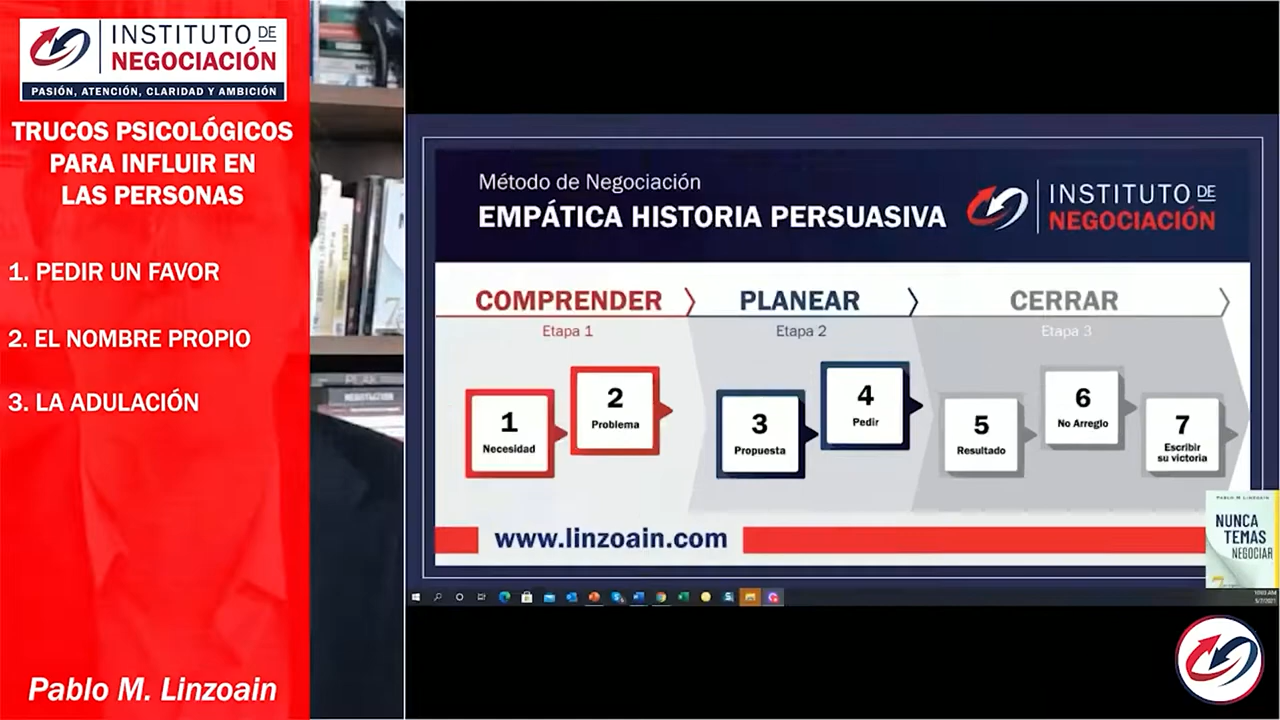 INSTITUTO DE
NEGOCIACIÓN
PASIÓN, ATENCIÓN, CLARIDAD Y AMBICIÓN
TRUCOS PSICOLÓGICOS
PARA INFLUIR EN
LAS PERSONAS
1. PEDIR UN FAVOR
2. EL NOMBRE PROPIO
3. LA ADULACIÓN
Pablo M. Linzoain
Método de Negociación
EMPÁTICA HISTORIA PERSUASIVA
INSTITUTO DE
NEGOCIACIÓN
COMPRENDER
PLANEAR
CERRAR
Etapa 1
Etapa 2
Etapa 3
1
Necesidad
2
Problema
3
Propuesta
4
Pedir
5
Resultado
6
No Arreglo
7
Escribir
su victoria
www.linzoain.com
PABLO M. LINZOAIN
NUNCA
TEMAS
NEGOCIAR